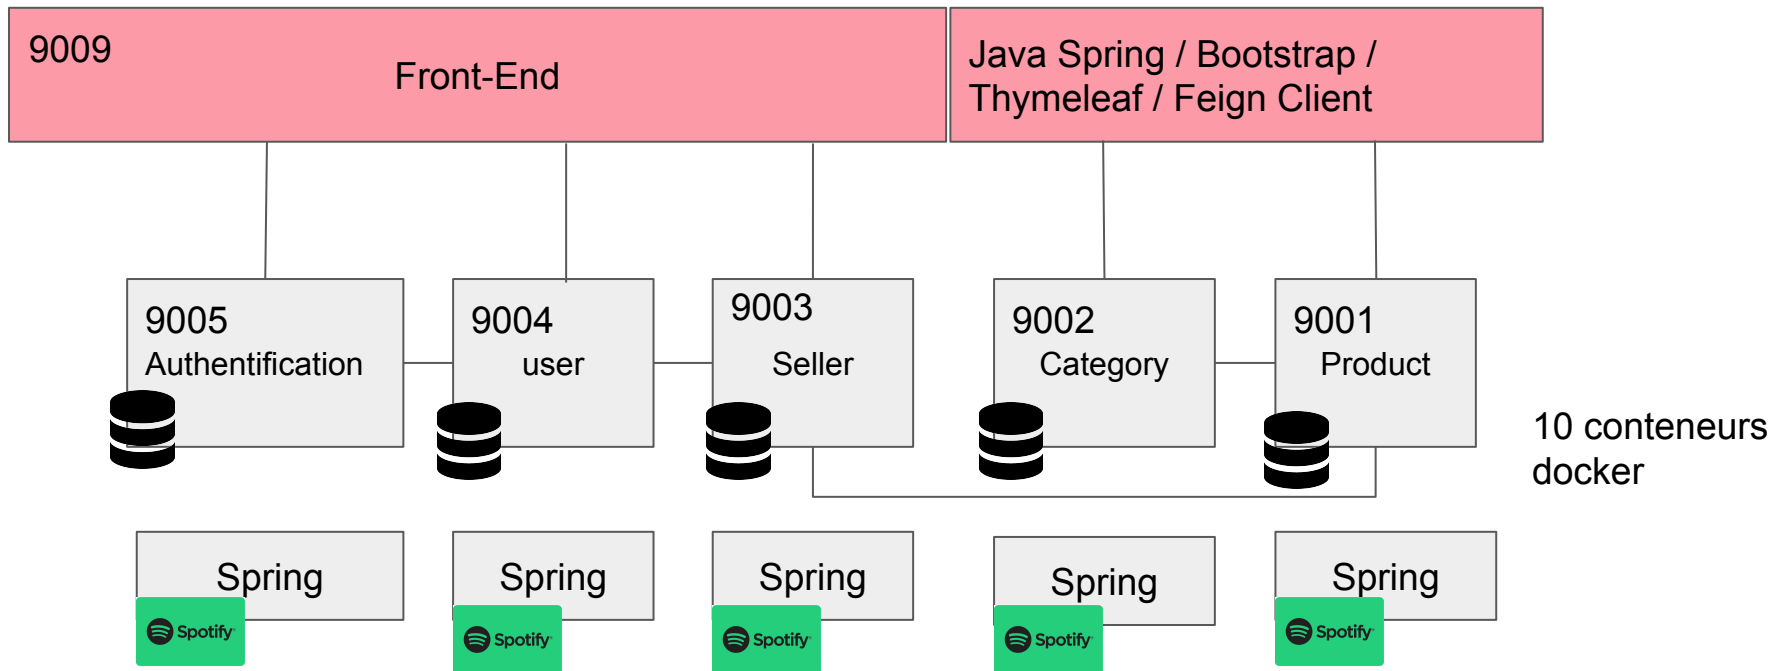 9009
Front-End
Java Spring / Bootstrap /
Thymeleaf / Feign Client
9005
Authentification
9004
user
9003
Seller
9002
Category
9001
Product
10 conteneurs
docker
Spring
Spring
Spring
Spring
Spring
Spotify
Spotify
Spotify
Spotify
Spotify